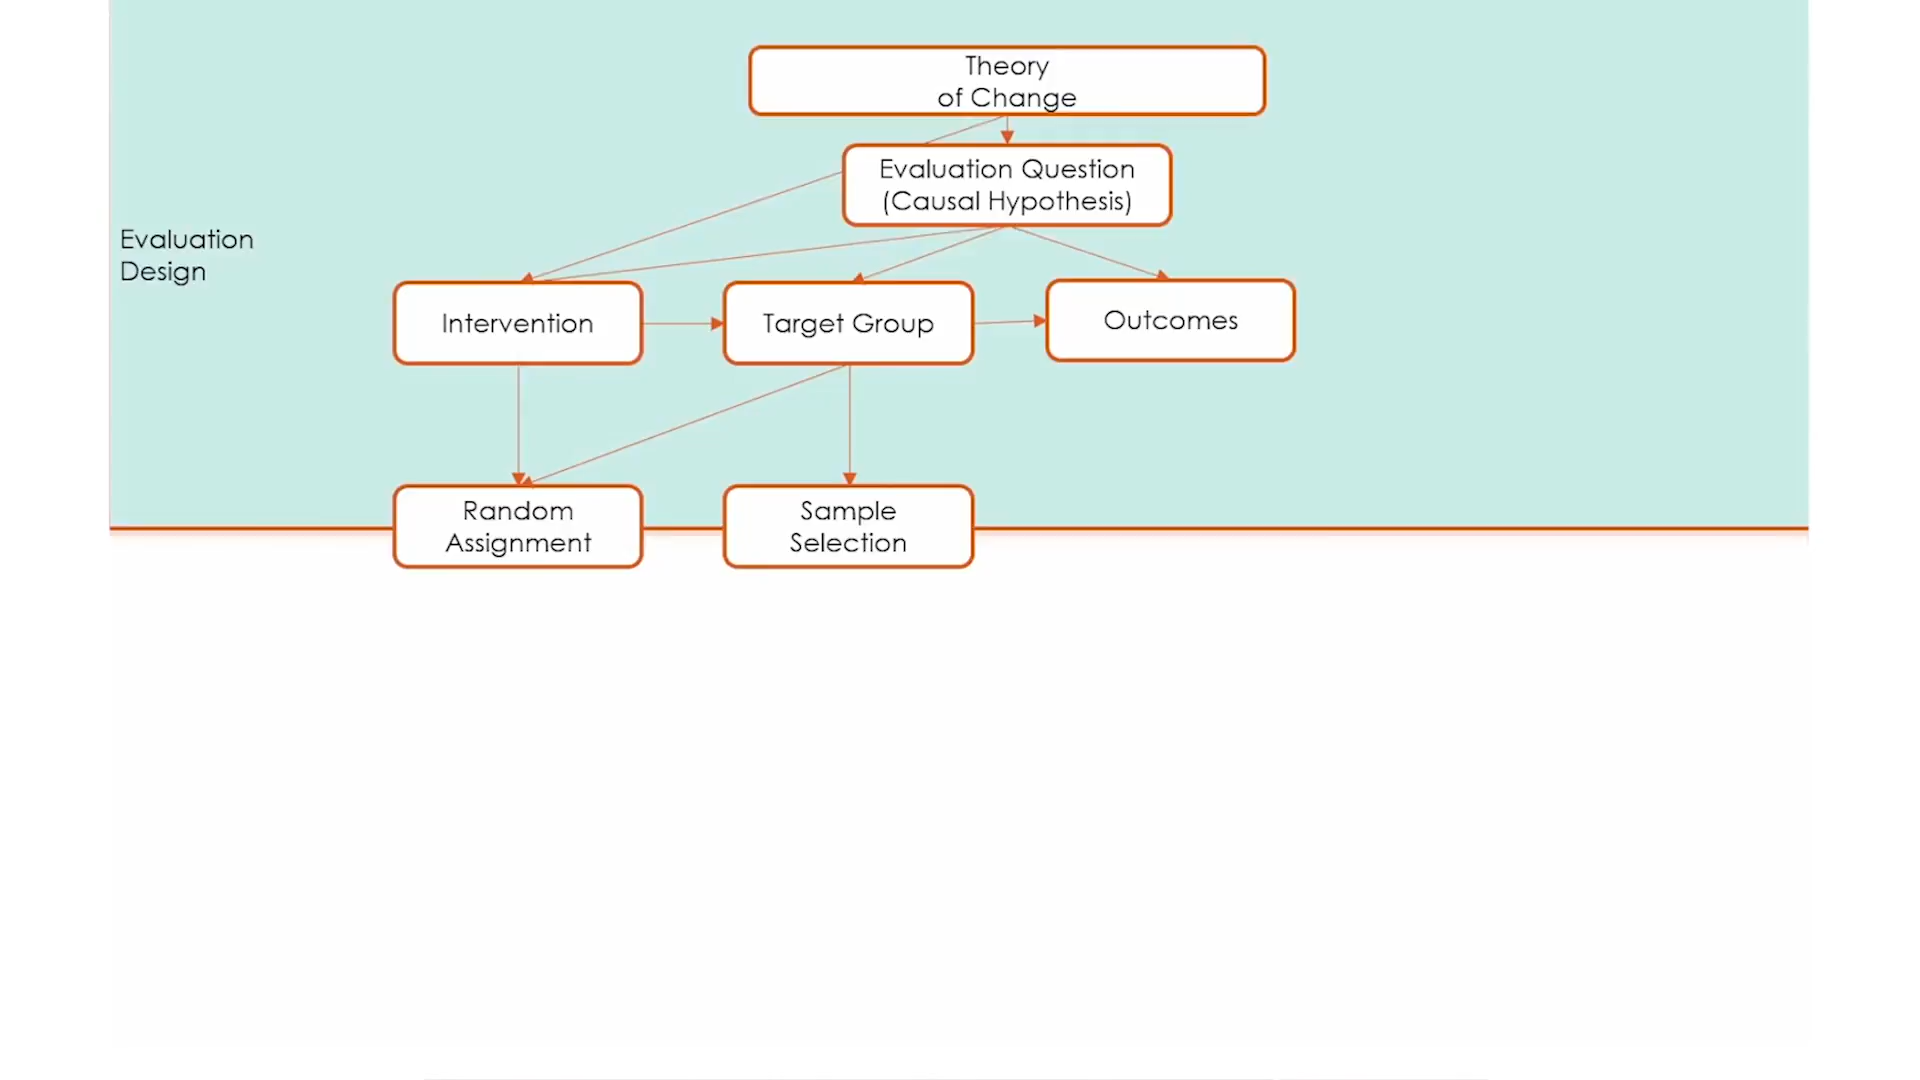 Theory
of Change
Evaluation Question
(Causal Hypothesis)
Evaluation
Design
Intervention
Target Group
Outcomes
Random
Assignment
Sample
Selection